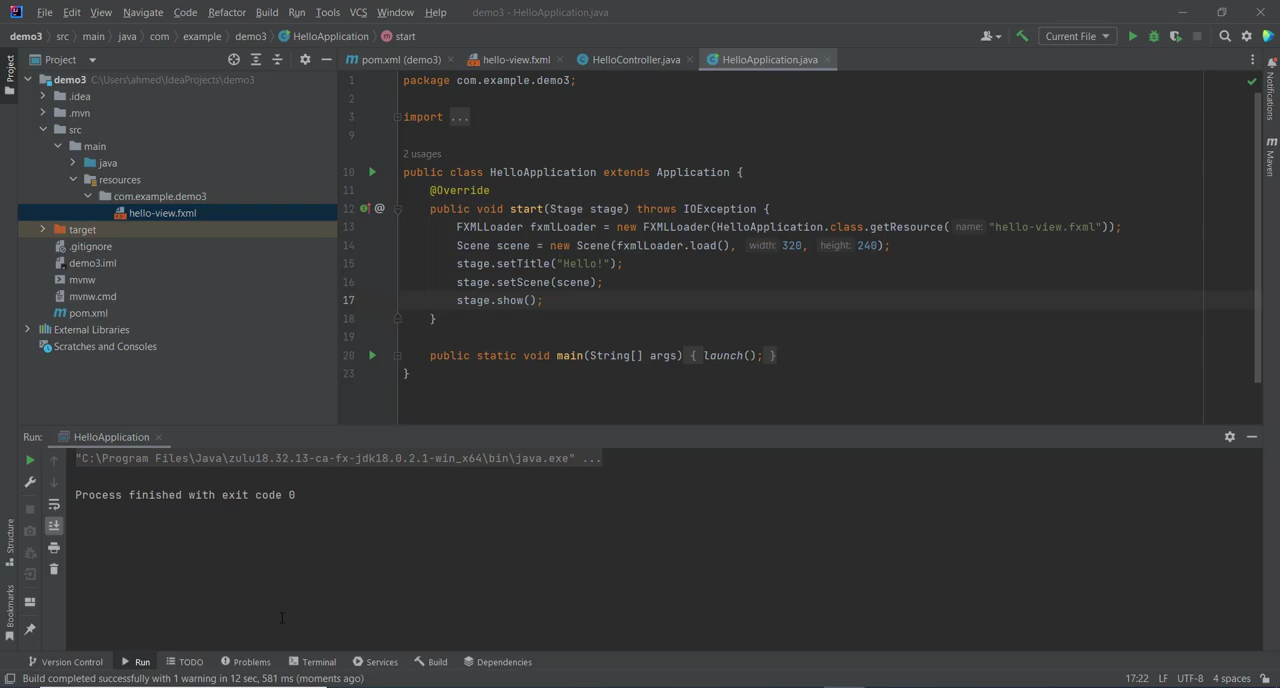 File Edit View Navigate Code Refactor Build Run Tools VCS Window Help demo3 - HelloApplication.java
demo3 src main java com example demo3 HelloApplication start Current File
Project pom.xml (demo3) hello-view.fxml HelloController.java HelloApplication.java
Project
demo3 C:\Users\ahmed\IdeaProjects\demo3
.idea
.mvn
src
main
java
resources
com.example.demo3
hello-view.fxml
target
.gitignore
demo3.iml
mvnw
mvnw.cmd
pom.xml
External Libraries
Scratches and Consoles
1 package com.example.demo3;
2
3 import ...
9
2 usages
10 public class HelloApplication extends Application {
11 @Override
12 @ public void start(Stage stage) throws IOException {
13 FXMLLoader fxmlLoader = new FXMLLoader(HelloApplication.class.getResource( name: "hello-view.fxml"));
14 Scene scene = new Scene(fxmlLoader.load(), width: 320, height: 240);
15 stage.setTitle("Hello!");
16 stage.setScene(scene);
17 stage.show();
18 }
19
20 public static void main(String[] args) { launch(); }
23 }
Notifications
Maven
Run: HelloApplication
"C:\Program Files\Java\zulu18.32.13-ca-fx-jdk18.0.2.1-win_x64\bin\java.exe" ...
Process finished with exit code 0
Structure
Bookmarks
Version Control Run TODO Problems Terminal Services Build Dependencies
Build completed successfully with 1 warning in 12 sec, 581 ms (moments ago) 17:22 LF UTF-8 4 spaces